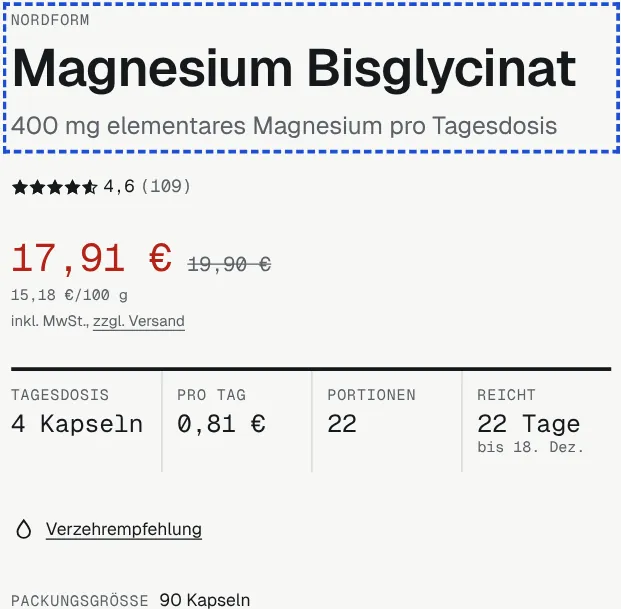 NORDFORM
Magnesium Bisglycinat
400 mg elementares Magnesium pro Tagesdosis
4,6 (109)
17,91 € 19,90 €
15,18 €/100 g
inkl. MwSt., zzgl. Versand
TAGESDOSIS
4 Kapseln
PRO TAG
0,81 €
PORTIONEN
22
REICHT
22 Tage
bis 18. Dez.
Verzehrempfehlung
PACKUNGSGRÖSSE 90 Kapseln